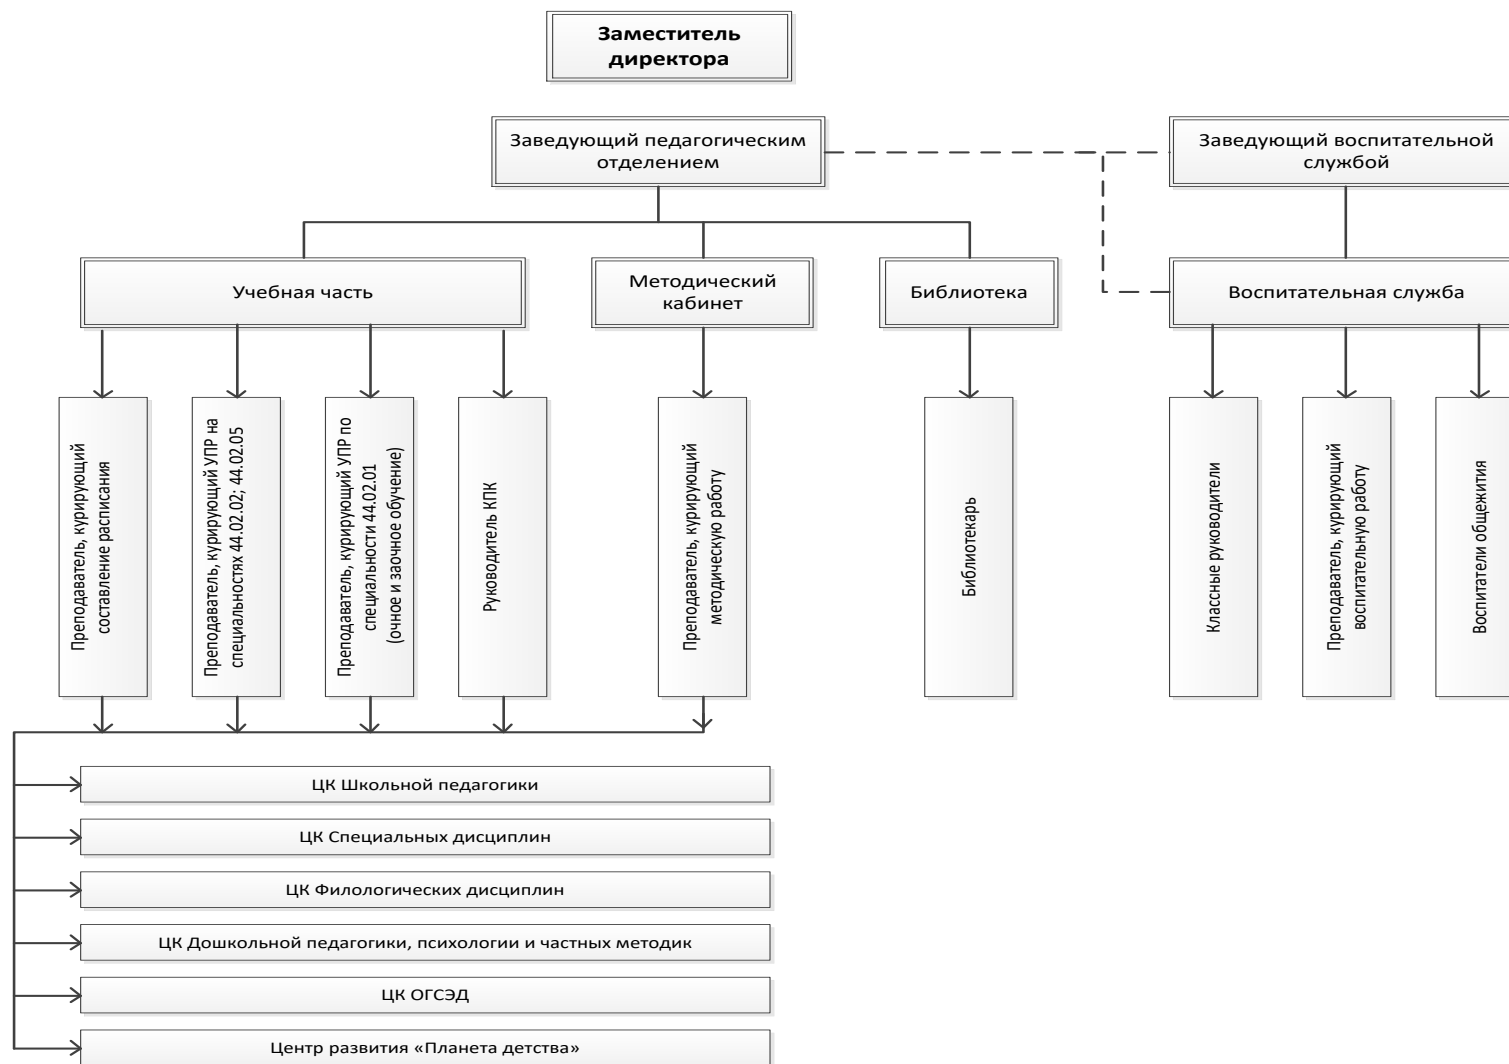 Заместитель
директора
Заведующий педагогическим
отделением
Заведующий воспитательной
службой
Учебная часть
Методический
кабинет
Библиотека
Воспитательная служба
Преподаватель, курирующий
составление расписания
Преподаватель, курирующий УПР на
специальностях 44.02.02; 44.02.05
Преподаватель, курирующий УПР по
специальности 44.02.01
(очное и заочное обучение)
Руководитель КПК
Преподаватель, курирующий
методическую работу
Библиотекарь
Классные руководители
Преподаватель, курирующий
воспитательную работу
Воспитатели общежития
ЦК Школьной педагогики
ЦК Специальных дисциплин
ЦК Филологических дисциплин
ЦК Дошкольной педагогики, психологии и частных методик
ЦК ОГСЭД
Центр развития «Планета детства»